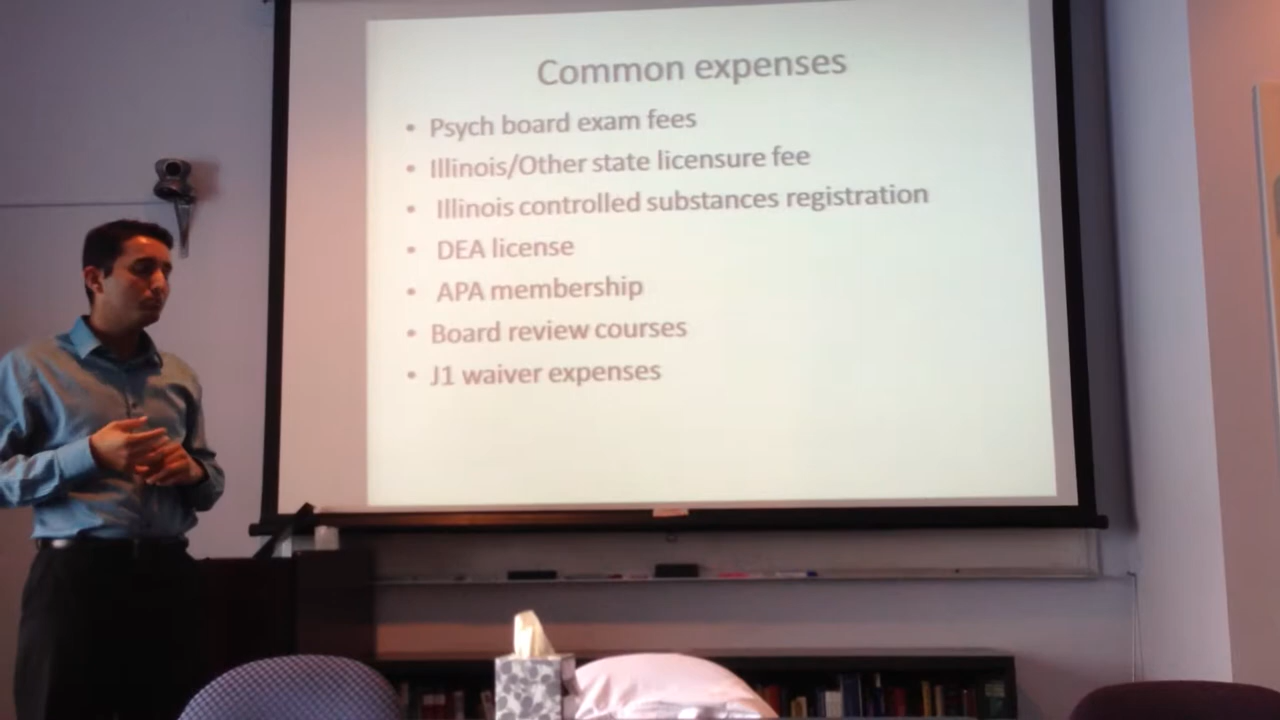 Common expenses
• Psych board exam fees
• Illinois/Other state licensure fee
• Illinois controlled substances registration
• DEA license
• APA membership
• Board review courses
• J1 waiver expenses